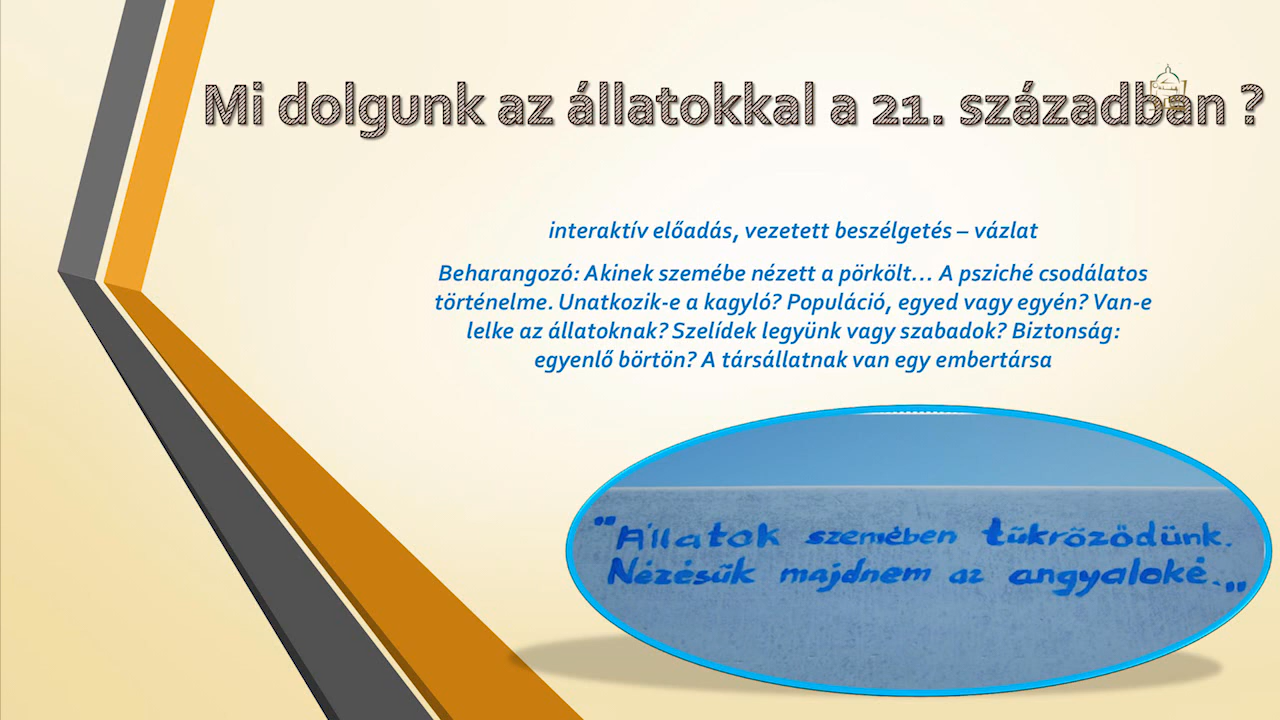 Mi dolgunk az állatokkal a 21. században ?
interaktív előadás, vezetett beszélgetés – vázlat
Beharangozó: Akinek szemébe nézett a pörkölt... A psziché csodálatos
történelme. Unatkozik-e a kagyló? Populáció, egyed vagy egyén? Van-e
lelke az állatoknak? Szelídek legyünk vagy szabadok? Biztonság:
egyenlő börtön? A társállatnak van egy embertársa
"Állatok szemében tükröződünk.
Nézésük majdnem az angyaloké.„